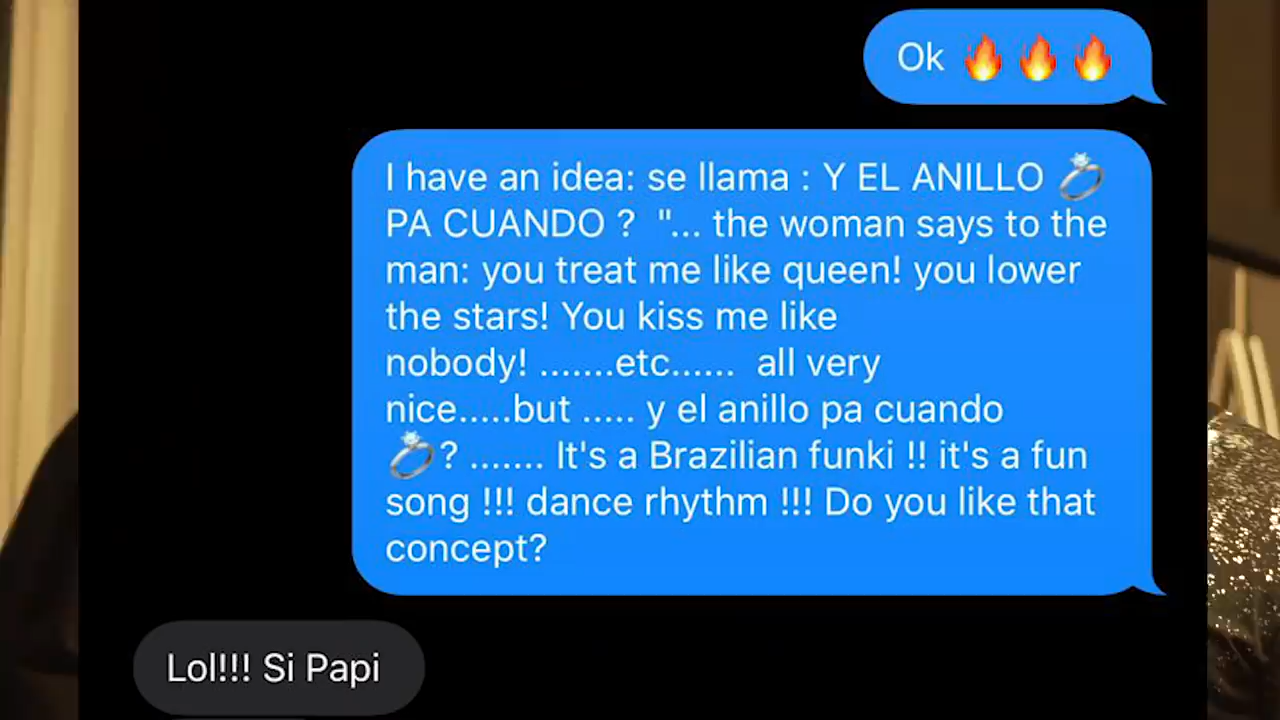 Ok 🔥 🔥 🔥
I have an idea: se llama : Y EL ANILLO 💍
PA CUANDO ?  "... the woman says to the
man: you treat me like queen! you lower
the stars! You kiss me like
nobody! .......etc......  all very
nice.....but ..... y el anillo pa cuando
💍? ....... It's a Brazilian funki !! it's a fun
song !!! dance rhythm !!! Do you like that
concept?
Lol!!! Si Papi